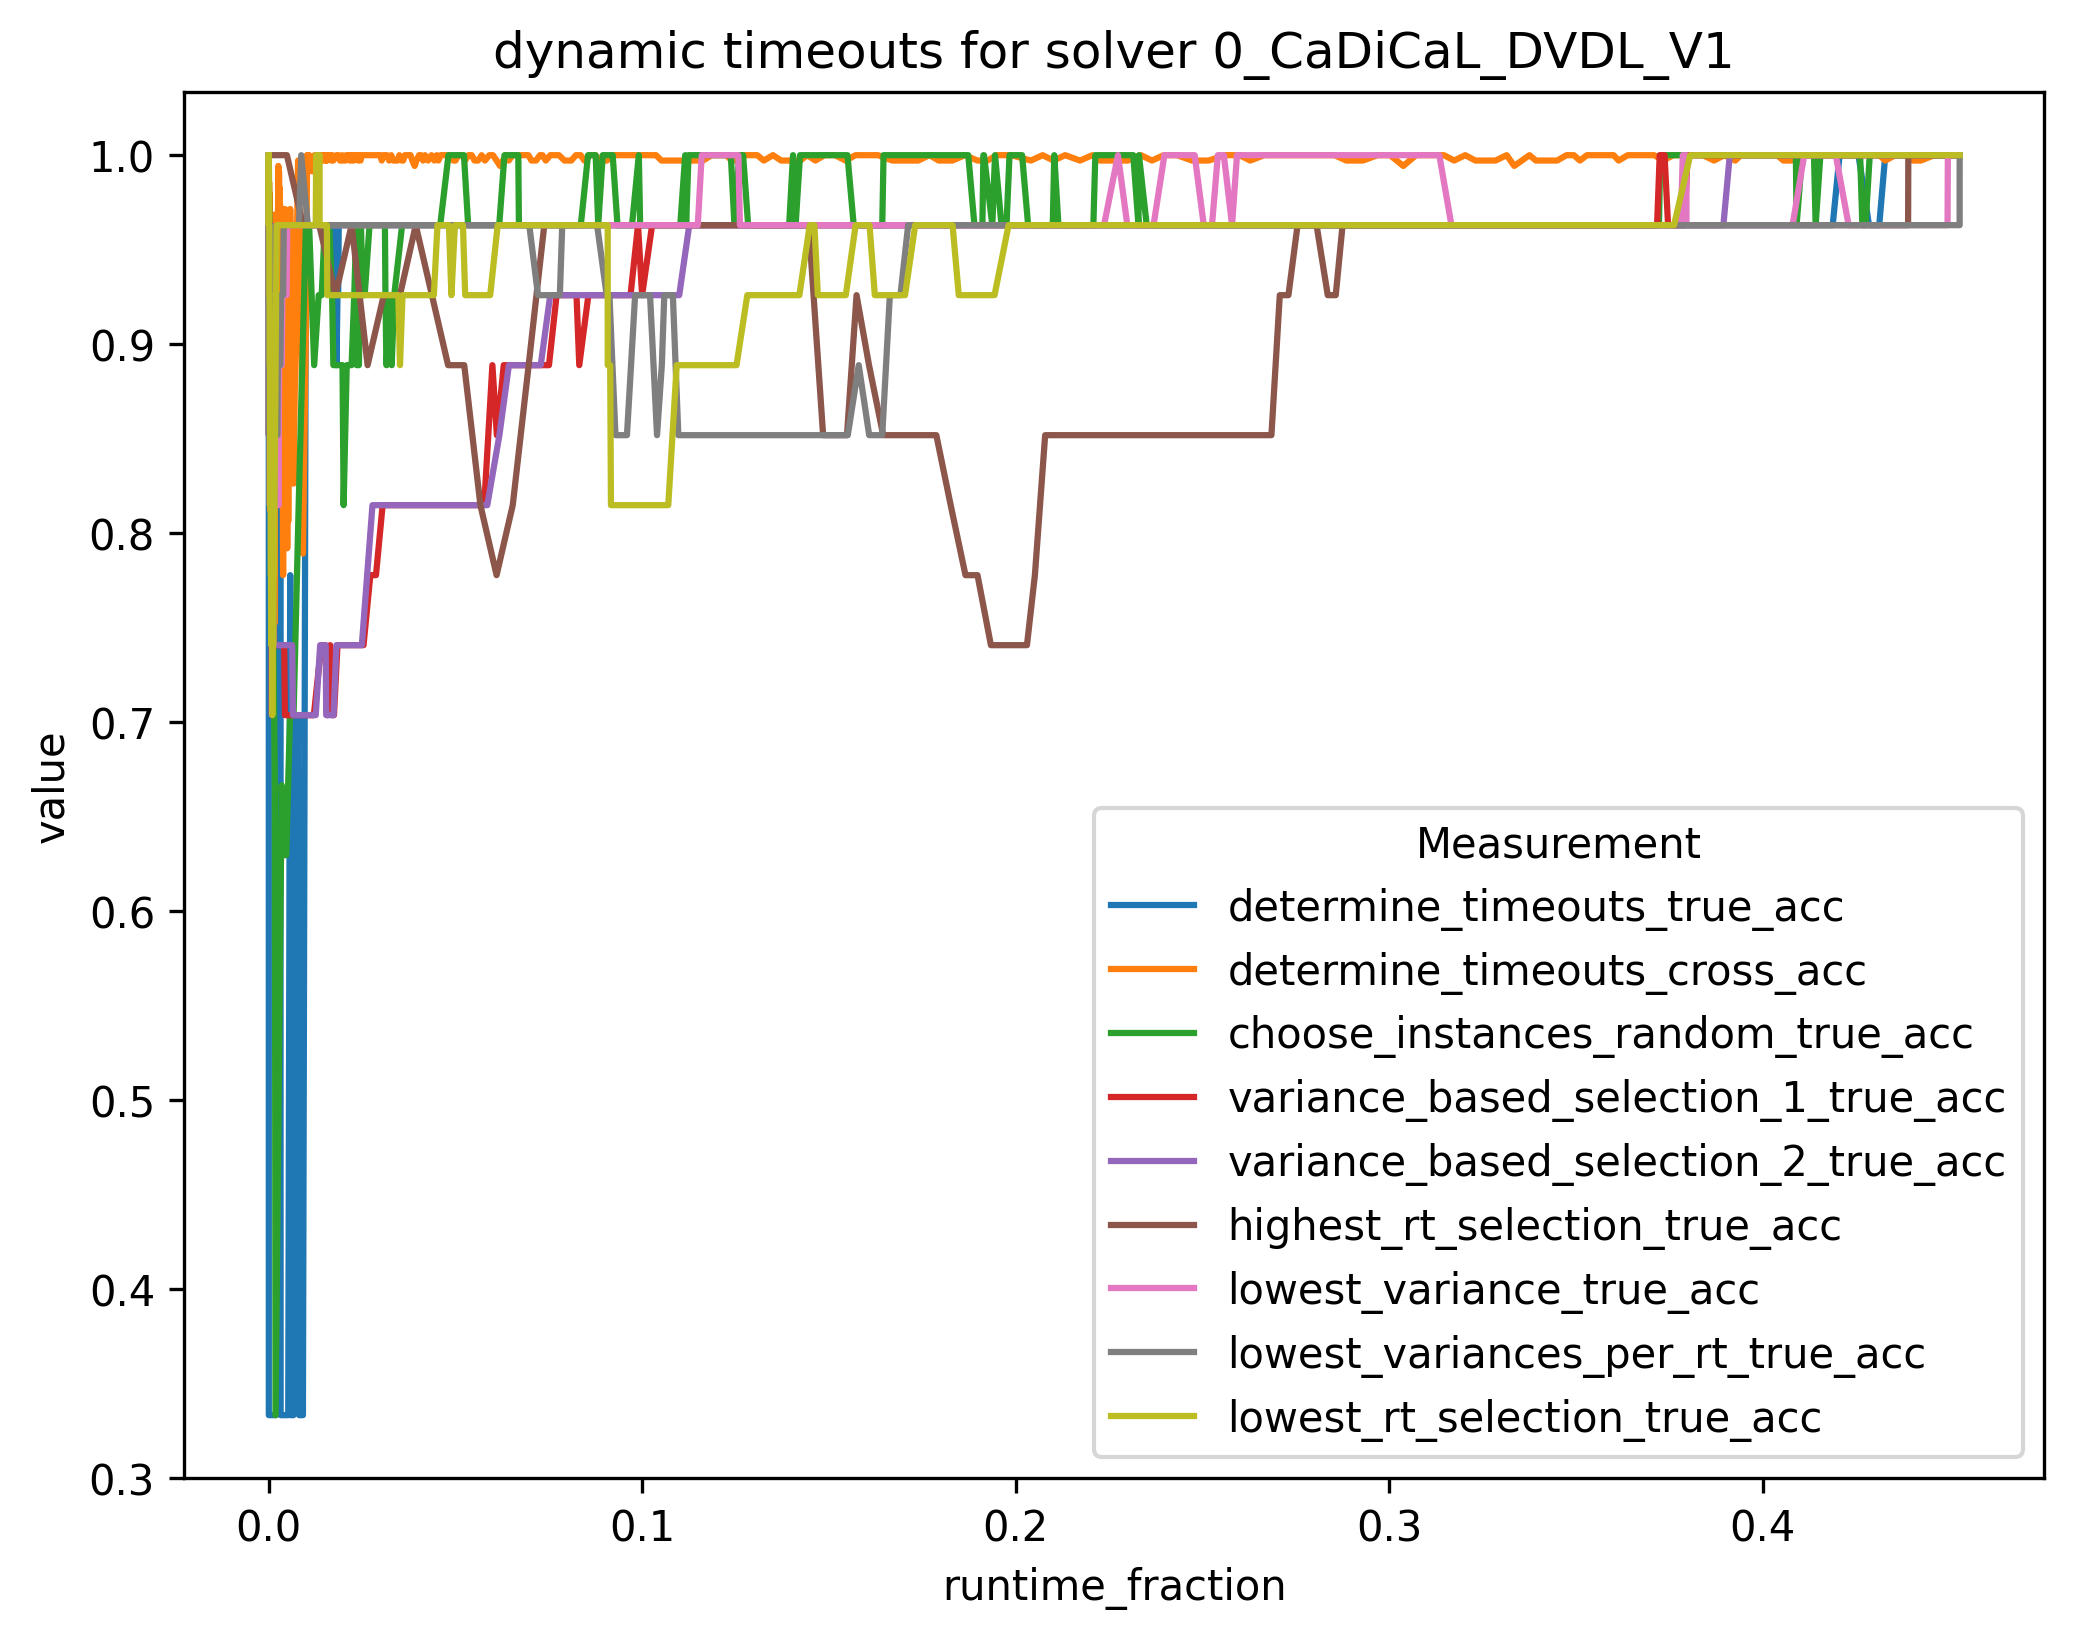 dynamic timeouts for solver 0_CaDiCaL_DVDL_V1
1.0
0.9
0.8
0.7
0.6
0.5
0.4
0.3
value
Measurement
determine_timeouts_true_acc
determine_timeouts_cross_acc
choose_instances_random_true_acc
variance_based_selection_1_true_acc
variance_based_selection_2_true_acc
highest_rt_selection_true_acc
lowest_variance_true_acc
lowest_variances_per_rt_true_acc
lowest_rt_selection_true_acc
0.0 0.1 0.2 0.3 0.4
runtime_fraction